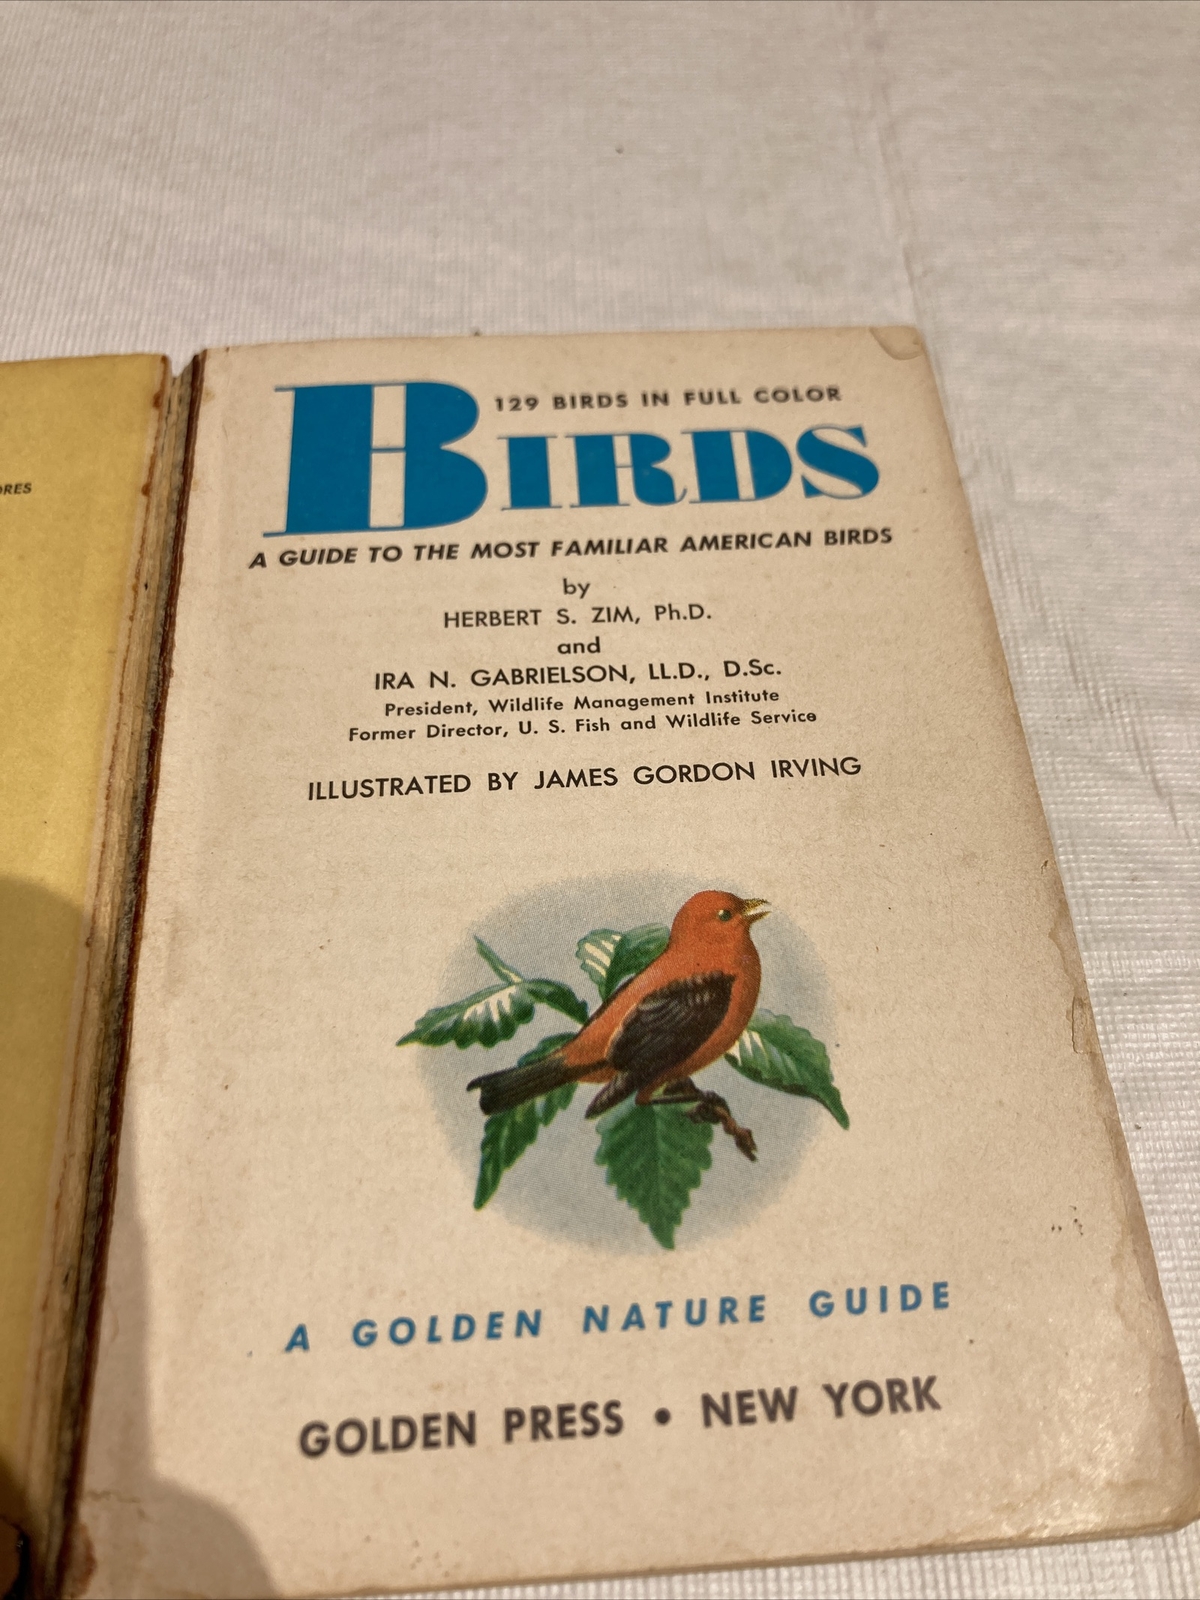 129 BIRDS IN FULL COLOR
BIRDS
A GUIDE TO THE MOST FAMILIAR AMERICAN BIRDS
by
HERBERT S. ZIM, Ph.D.
and
IRA N. GABRIELSON, LL.D., D.Sc.
President, Wildlife Management Institute
Former Director, U. S. Fish and Wildlife Service
ILLUSTRATED BY JAMES GORDON IRVING
A GOLDEN NATURE GUIDE
GOLDEN PRESS • NEW YORK